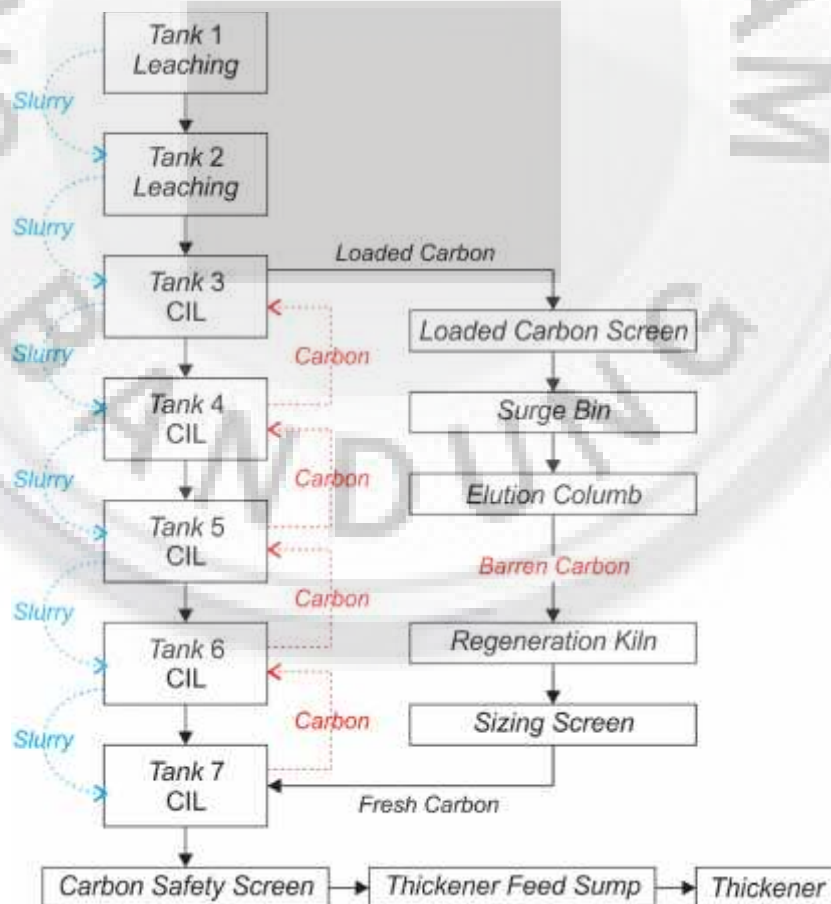 Tank 1
Leaching
Slurry
Tank 2
Leaching
Slurry
Loaded Carbon
Tank 3
CIL
Loaded Carbon Screen
Slurry
Carbon
Tank 4
CIL
Surge Bin
Slurry
Carbon
Elution Columb
Tank 5
CIL
Barren Carbon
Slurry
Carbon
Tank 6
CIL
Regeneration Kiln
Sizing Screen
Slurry
Carbon
Tank 7
CIL
Fresh Carbon
Carbon Safety Screen
Thickener Feed Sump
Thickener
BANDUNG